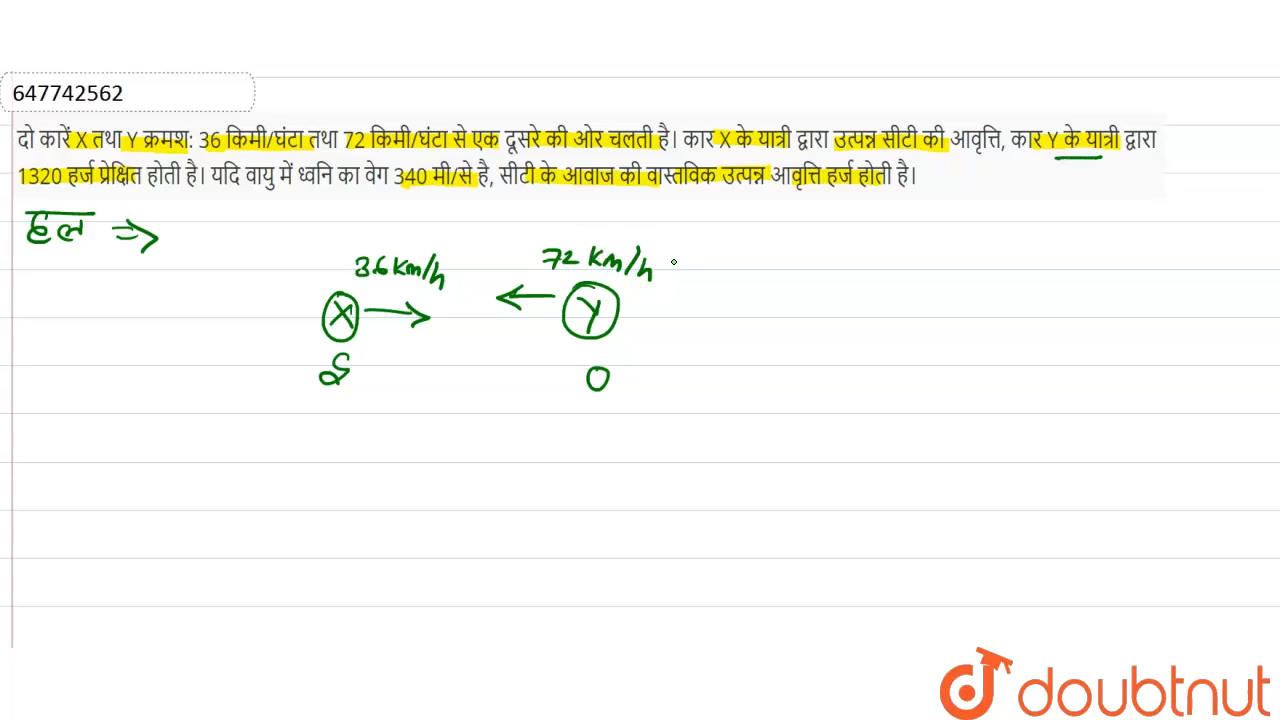 647742562
दो कारें X तथा Y क्रमश: 36 किमी/घंटा तथा 72 किमी/घंटा से एक दूसरे की ओर चलती है। कार X के यात्री द्वारा उत्पन्न सीटी की आवृत्ति, कार Y के यात्री द्वारा
1320 हर्ज प्रेक्षित होती है। यदि वायु में ध्वनि का वेग 340 मी/से है, सीटी के आवाज की वास्तविक उत्पन्न आवृत्ति हर्ज होती है।
हल ⇒
36 km/h 72 km/h
X → ← Y
S O
doubtnut